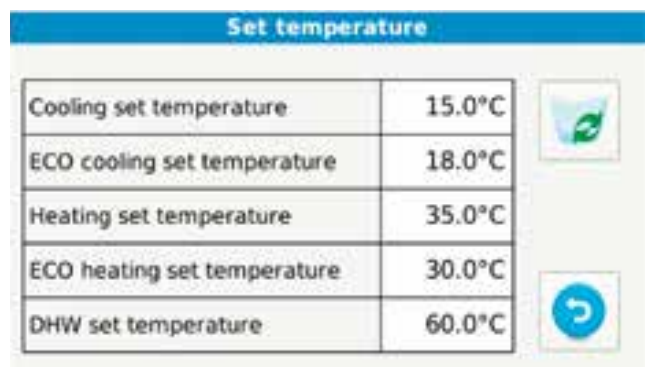 Set temperature
Cooling set temperature 15.0°C
ECO cooling set temperature 18.0°C
Heating set temperature 35.0°C
ECO heating set temperature 30.0°C
DHW set temperature 60.0°C